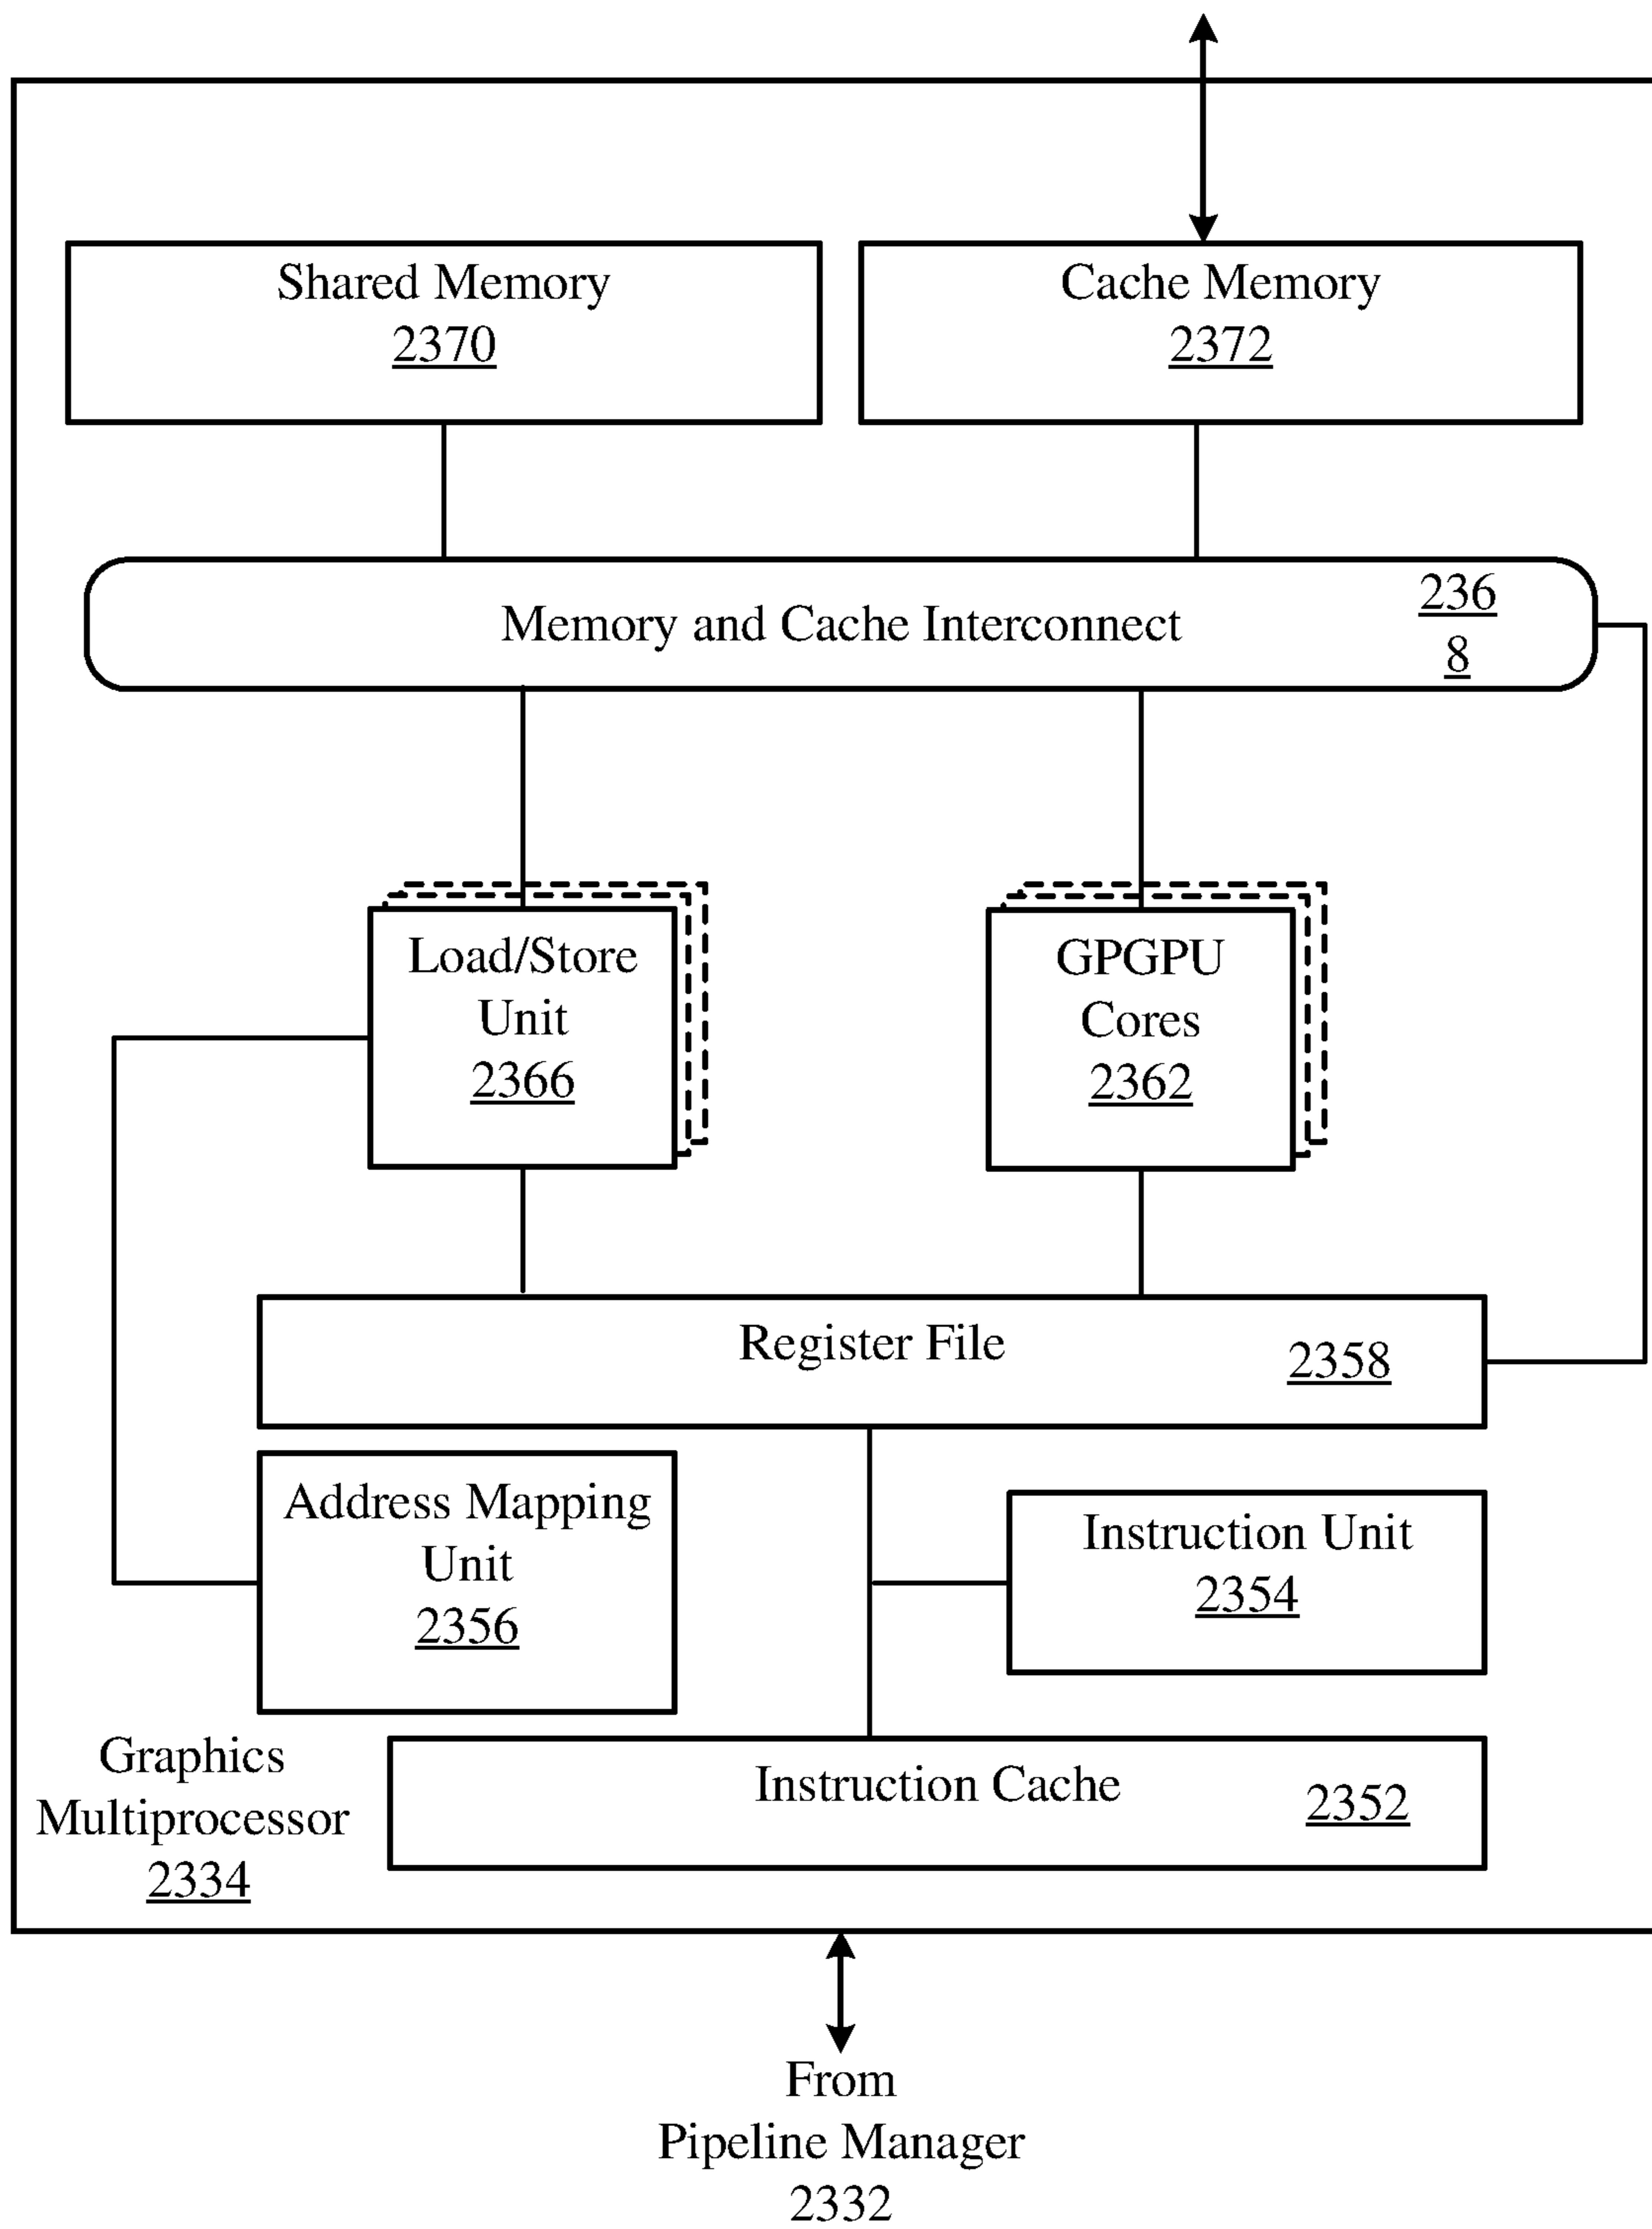 Shared Memory
2370
Cache Memory
2372
Memory and Cache Interconnect
236
8
Load/Store
Unit
2366
GPGPU
Cores
2362
Register File
2358
Address Mapping
Unit
2356
Instruction Unit
2354
Graphics
Multiprocessor
2334
Instruction Cache
2352
From
Pipeline Manager
2332